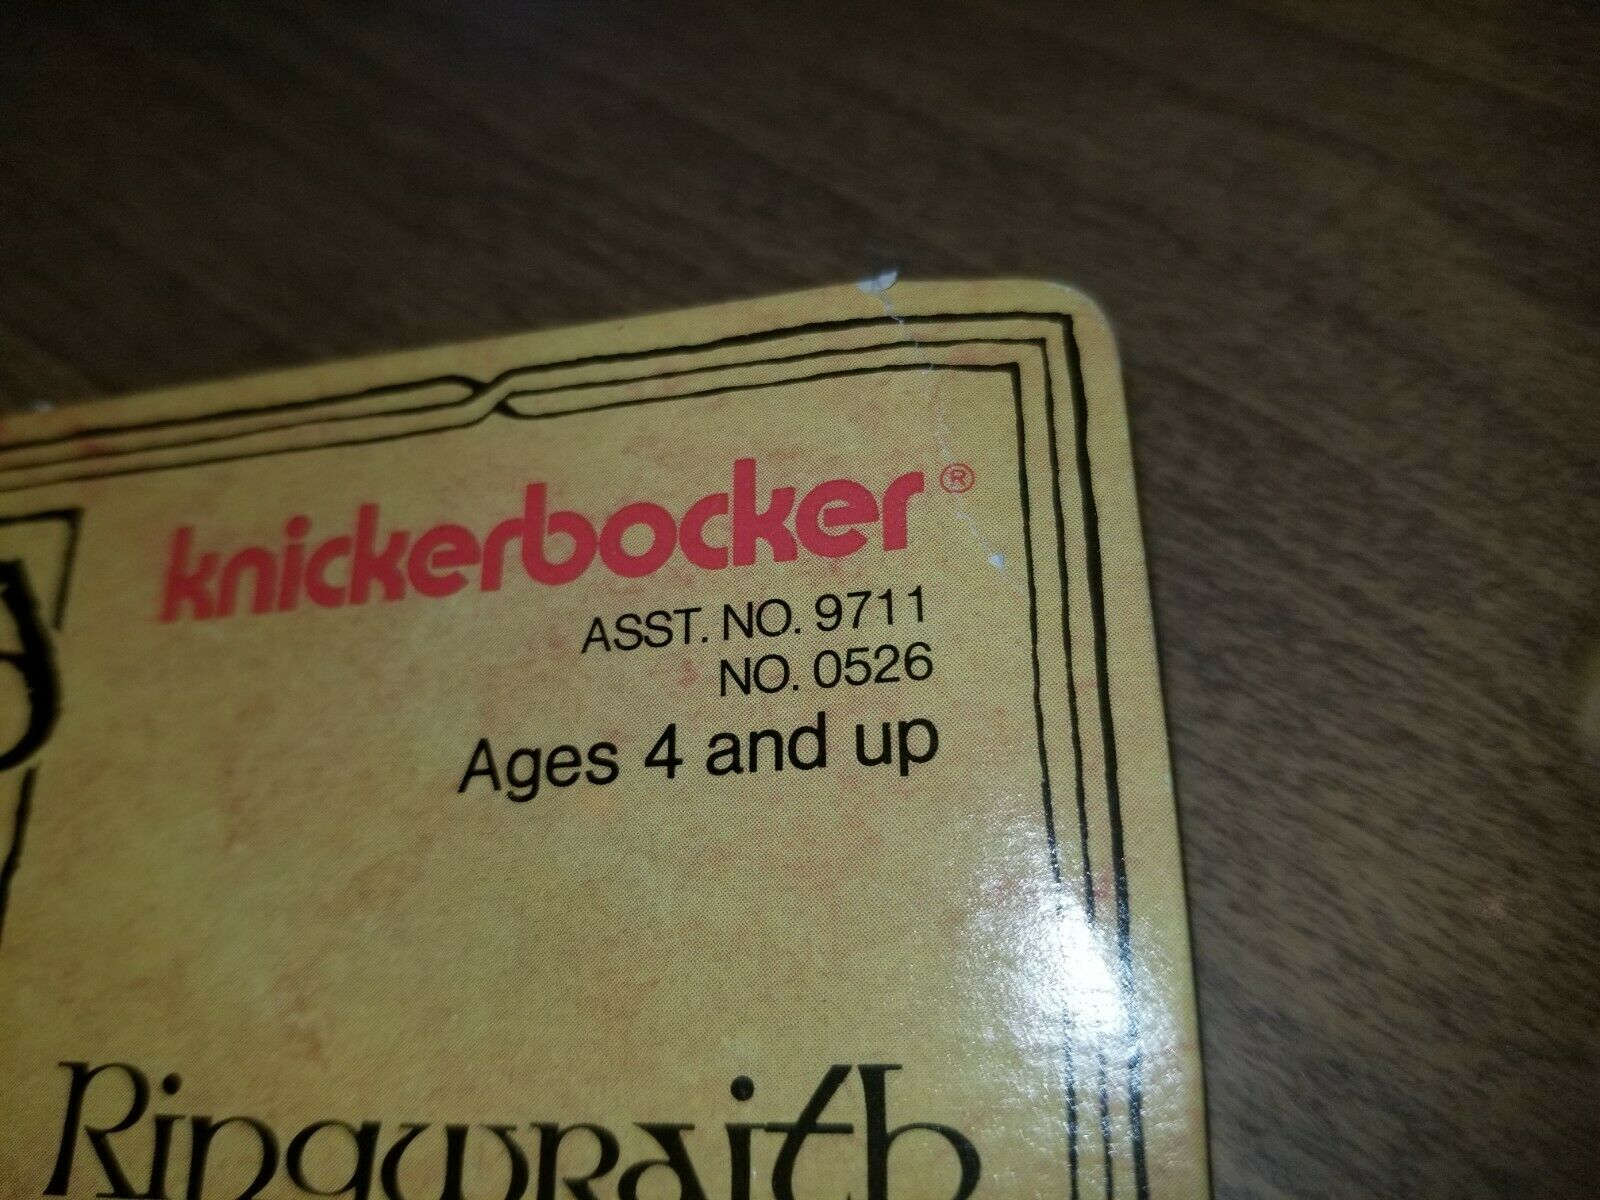 knickerbocker®
ASST. NO. 9711
NO. 0526
Ages 4 and up
Ringwraith